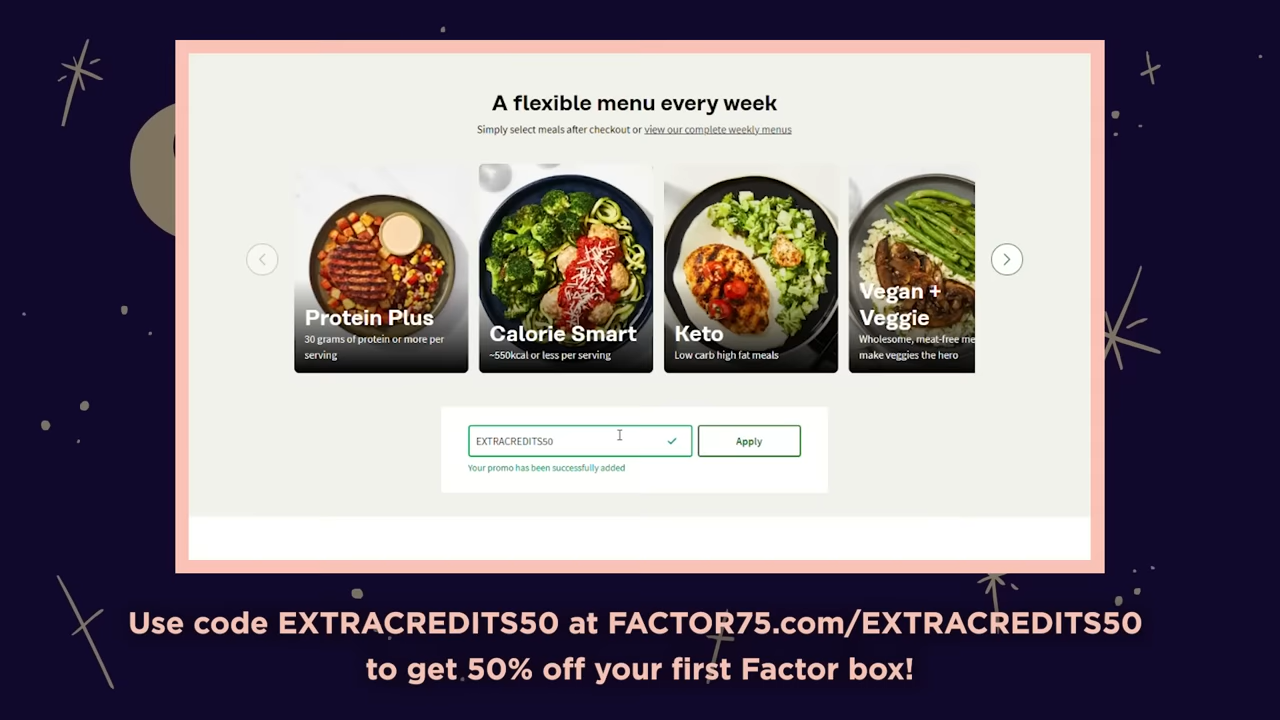 A flexible menu every week
Simply select meals after checkout or view our complete weekly menus
Protein Plus
30 grams of protein or more per
serving
Calorie Smart
~550kcal or less per serving
Keto
Low carb high fat meals
Vegan +
Veggie
Wholesome, meat-free me
make veggies the hero
EXTRACREDITS50
Apply
Your promo has been successfully added
Use code EXTRACREDITS50 at FACTOR75.com/EXTRACREDITS50
to get 50% off your first Factor box!